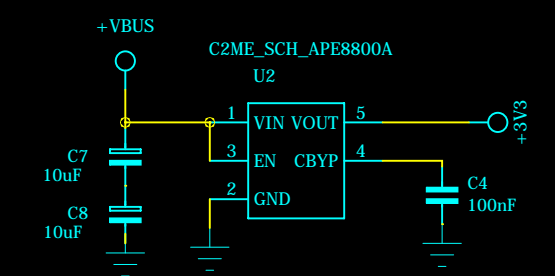 +VBUS
C2ME_SCH_APE8800A
U2
1 VIN VOUT 5
3 EN CBYP 4
2 GND
C7
10uF
C8
10uF
C4
100nF
+3V3